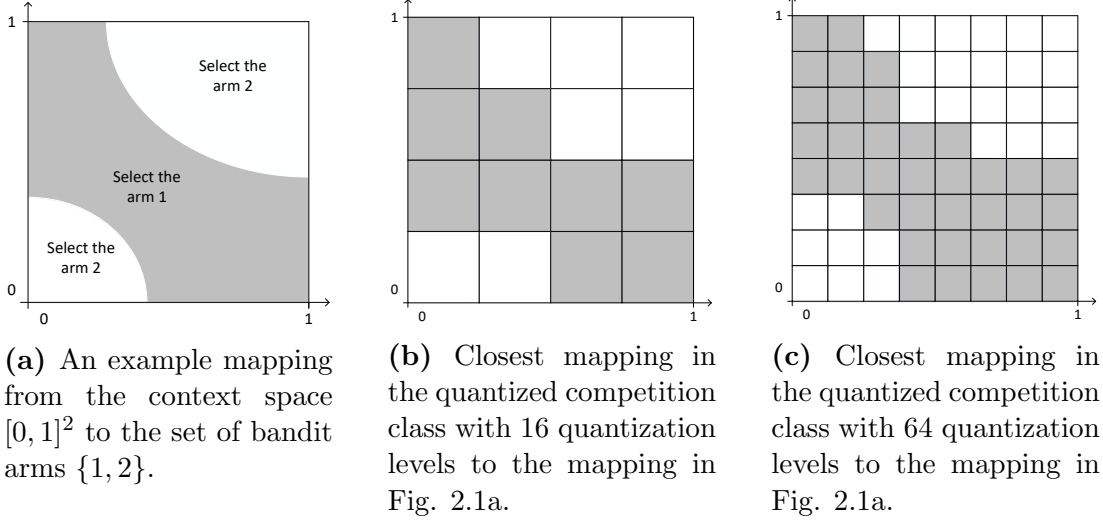 1
Select the
arm 2
Select the
arm 1
Select the
arm 2
0
0
1
(a) An example mapping
from the context space
[0, 1]² to the set of bandit
arms {1, 2}.
1
0
0
1
(b) Closest mapping in
the quantized competition
class with 16 quantization
levels to the mapping in
Fig. 2.1a.
1
0
0
1
(c) Closest mapping in
the quantized competition
class with 64 quantization
levels to the mapping in
Fig. 2.1a.